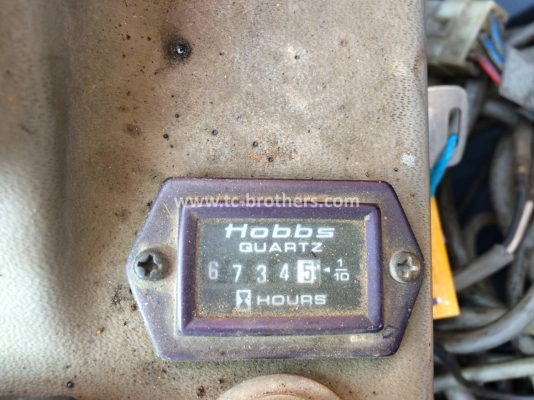 www.tc-brothers.com
Hobbs
QUARTZ
6 7 3 4 5 1/10
HOURS